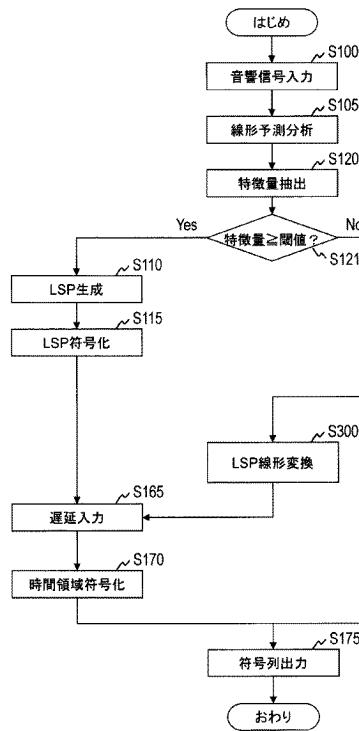 はじめ
S100
音響信号入力
S105
線形予測分析
S120
特徴量抽出
Yes
特徴量≧閾値？
No
S121
S110
LSP生成
S115
LSP符号化
S300
LSP線形変換
S165
遅延入力
S170
時間領域符号化
S175
符号列出力
おわり